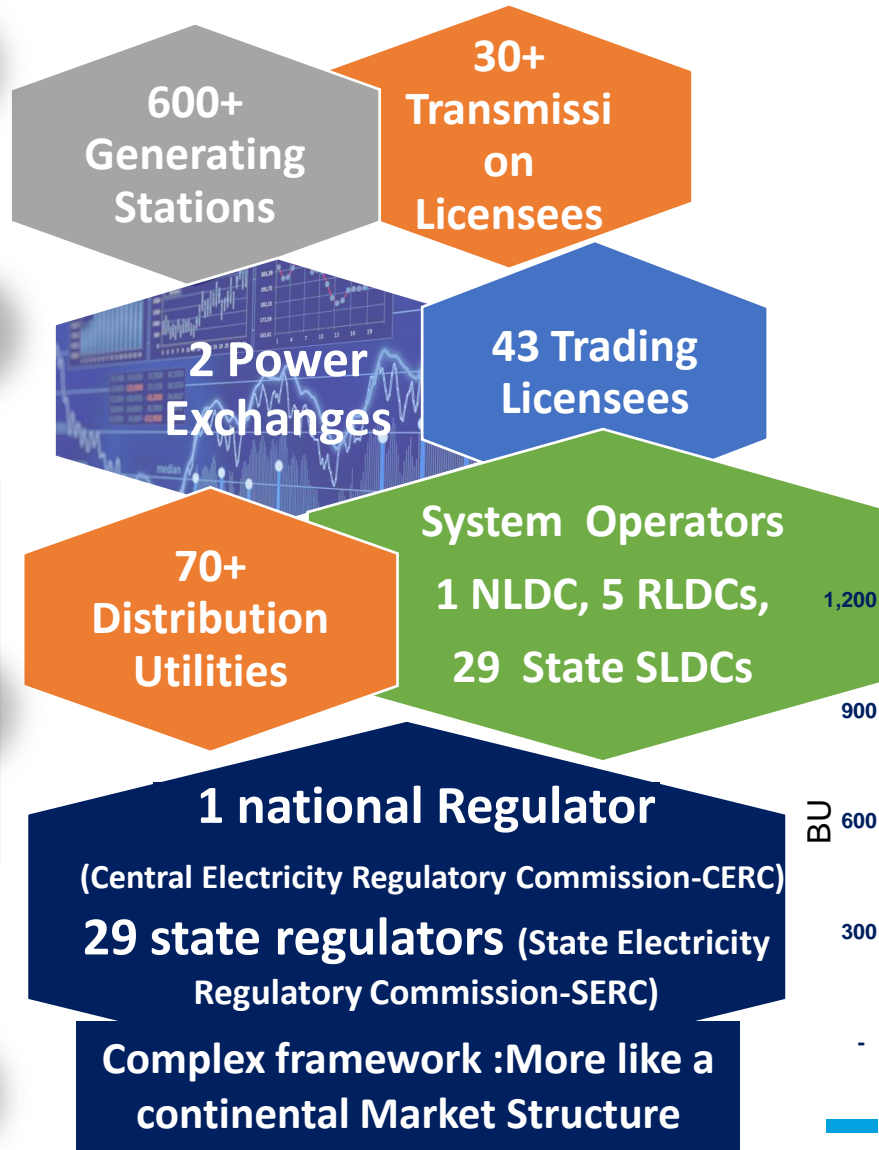 600+
Generating
Stations
30+
Transmissi
on
Licensees
2 Power
Exchanges
median
43 Trading
Licensees
70+
Distribution
Utilities
System Operators
1 NLDC, 5 RLDCs,
29 State SLDCs
1 national Regulator
(Central Electricity Regulatory Commission-CERC)
29 state regulators (State Electricity
Regulatory Commission-SERC)
Complex framework :More like a
continental Market Structure
1,200
900
600
300
-
BU